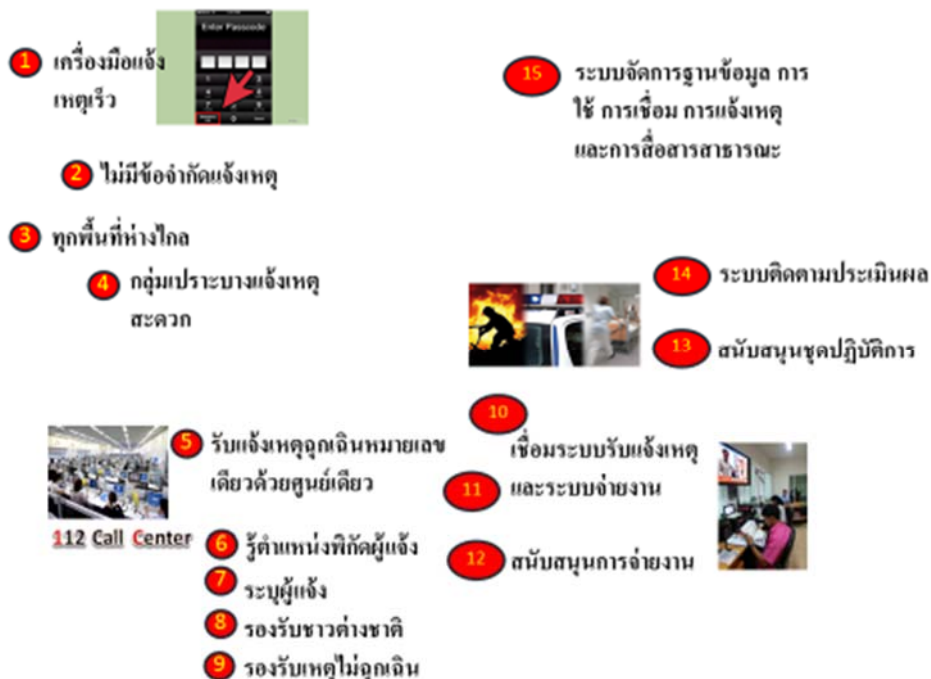 1 เครื่องมือแจ้ง
เหตุเร็ว
Enter Passcode
2 ไม่มีข้อจำกัดแจ้งเหตุ
3 ทุกพื้นที่ห่างไกล
4 กลุ่มเปราะบางแจ้งเหตุ
สะดวก
5 รับแจ้งเหตุฉุกเฉินหมายเลข
เดียวด้วยศูนย์เดียว
112 Call Center
6 รู้ตำแหน่งพิกัดผู้แจ้ง
7 ระบุผู้แจ้ง
8 รองรับชาวต่างชาติ
9 รองรับเหตุไม่ฉุกเฉิน
10
เชื่อมระบบรับแจ้งเหตุ
11 และระบบจ่ายงาน
12 สนับสนุนการจ่ายงาน
13 สนับสนุนชุดปฏิบัติการ
14 ระบบติดตามประเมินผล
15 ระบบจัดการฐานข้อมูล การ
ใช้ การเชื่อม การแจ้งเหตุ
และการสื่อสารสาธารณะ